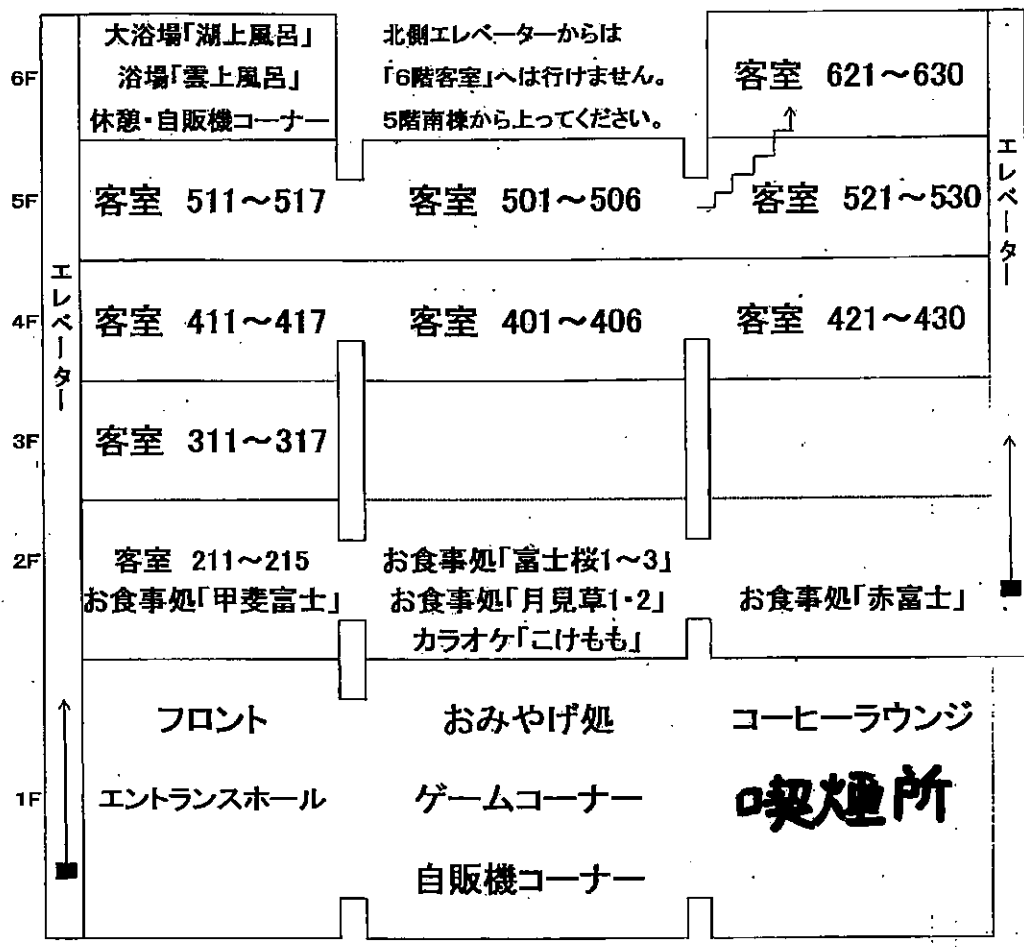 6F
大浴場「湖上風呂」
浴場「雲上風呂」
休憩・自販機コーナー
北側エレベーターからは
「6階客室」へは行けません。
5階南棟から上ってください。
客室 621～630
5F
客室 511～517
客室 501～506
客室 521～530
エレベーター
エレベーター
4F
客室 411～417
客室 401～406
客室 421～430
3F
客室 311～317
2F
客室 211～215
お食事処「甲斐富士」
お食事処「富士桜1～3」
お食事処「月見草1・2」
カラオケ「こけもも」
お食事処「赤富士」
1F
フロント
エントランスホール
おみやげ処
ゲームコーナー
自販機コーナー
コーヒーラウンジ
喫煙所